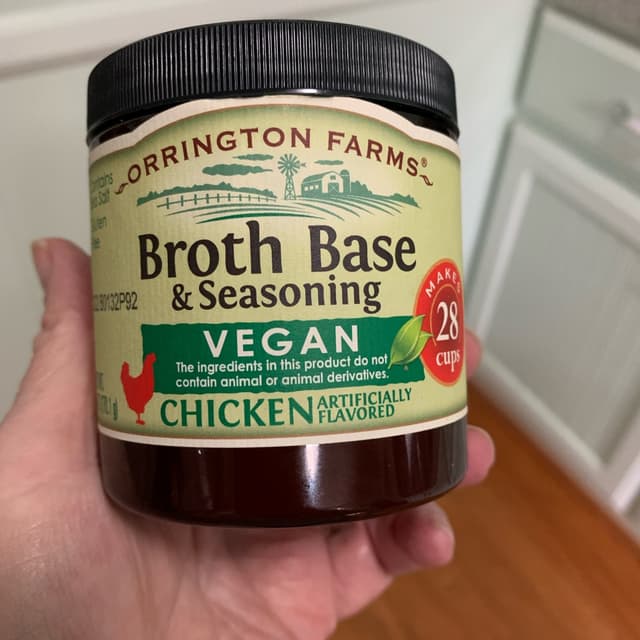 ORRINGTON FARMS®
Broth Base
& Seasoning
VEGAN
The ingredients in this product do not
contain animal or animal derivatives.
CHICKEN ARTIFICIALLY
FLAVORED
MAKES
28
cups